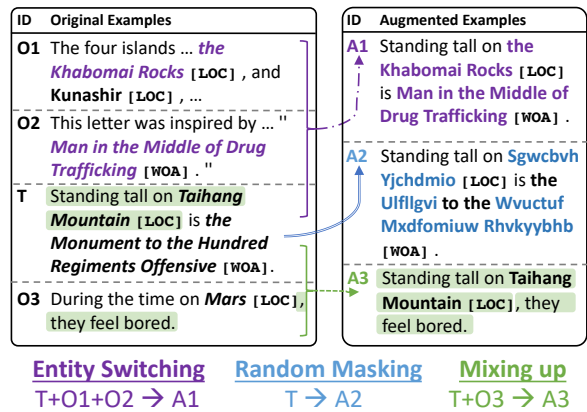 ID Original Examples
O1 The four islands ... the
Khabomai Rocks [LOC] , and
Kunashir [LOC] , ...
O2 This letter was inspired by ... "
Man in the Middle of Drug
Trafficking [WOA] . "
T Standing tall on Taihang
Mountain [LOC] is the
Monument to the Hundred
Regiments Offensive [WOA].
O3 During the time on Mars [LOC],
they feel bored.
ID Augmented Examples
A1 Standing tall on the
Khabomai Rocks [LOC]
is Man in the Middle of
Drug Trafficking [WOA] .
A2 Standing tall on Sgwcbvh
Yjchdmio [LOC] is the
Ulfllgvi to the Wvuctuf
Mxdfomiuw Rhvkyybhb
[WOA] .
A3 Standing tall on Taihang
Mountain [LOC], they
feel bored.
Entity Switching Random Masking Mixing up
T+O1+O2 → A1 T → A2 T+O3 → A3